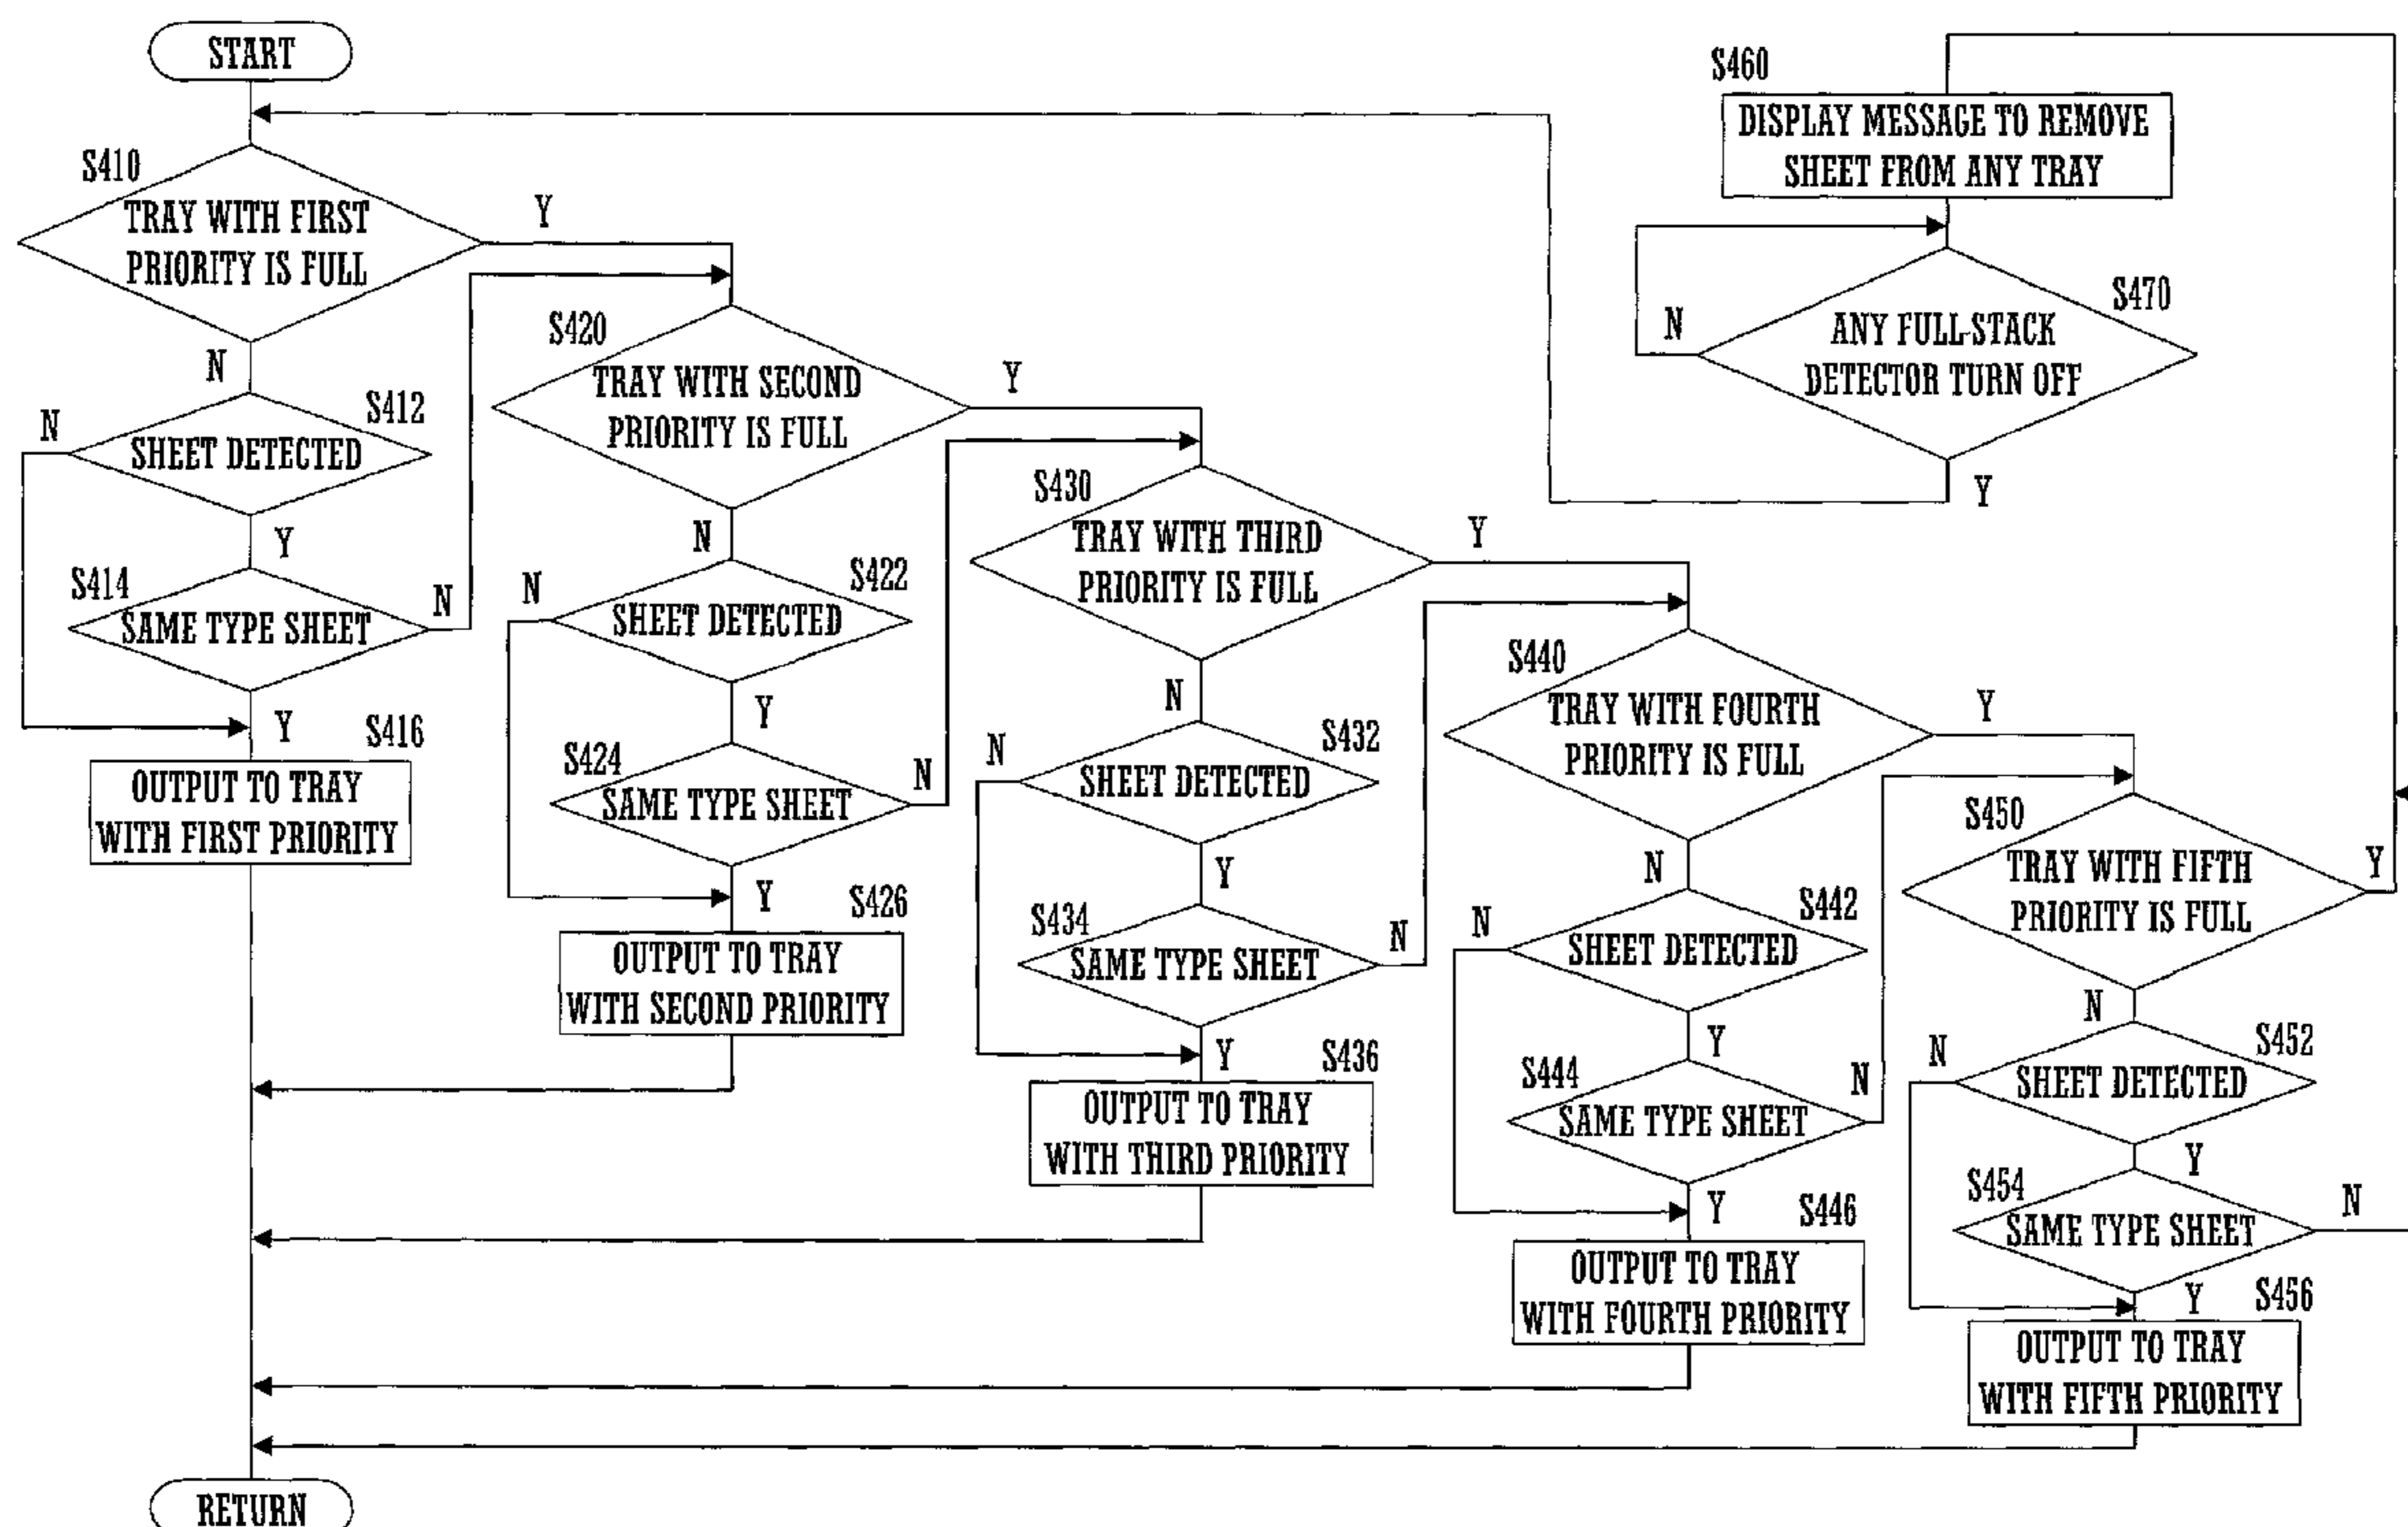 START
S410
TRAY WITH FIRST
PRIORITY IS FULL
Y
N
S412
SHEET DETECTED
N
Y
S414
SAME TYPE SHEET
N
Y
S416
OUTPUT TO TRAY
WITH FIRST PRIORITY
S420
TRAY WITH SECOND
PRIORITY IS FULL
Y
N
S422
SHEET DETECTED
N
Y
S424
SAME TYPE SHEET
N
Y
S426
OUTPUT TO TRAY
WITH SECOND PRIORITY
S430
TRAY WITH THIRD
PRIORITY IS FULL
Y
N
S432
SHEET DETECTED
N
Y
S434
SAME TYPE SHEET
N
Y
S436
OUTPUT TO TRAY
WITH THIRD PRIORITY
S440
TRAY WITH FOURTH
PRIORITY IS FULL
Y
N
S442
SHEET DETECTED
N
Y
S444
SAME TYPE SHEET
N
Y
S446
OUTPUT TO TRAY
WITH FOURTH PRIORITY
S450
TRAY WITH FIFTH
PRIORITY IS FULL
Y
N
S452
SHEET DETECTED
N
Y
S454
SAME TYPE SHEET
N
Y
S456
OUTPUT TO TRAY
WITH FIFTH PRIORITY
S460
DISPLAY MESSAGE TO REMOVE
SHEET FROM ANY TRAY
S470
ANY FULL-STACK
DETECTOR TURN OFF
N
Y
RETURN